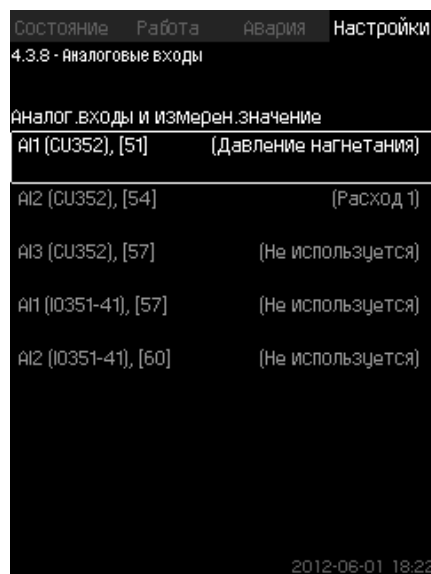 Состояние Работа Авария Настройки
4.3.8 - Аналоговые входы
Аналог.входы и измерен.значение
AI1 (CU352), [51] (Давление нагнетания)
AI2 (CU352), [54] (Расход 1)
AI3 (CU352), [57] (Не используется)
AI1 (IO351-41), [57] (Не используется)
AI2 (IO351-41), [60] (Не используется)
2012-06-01 18:22